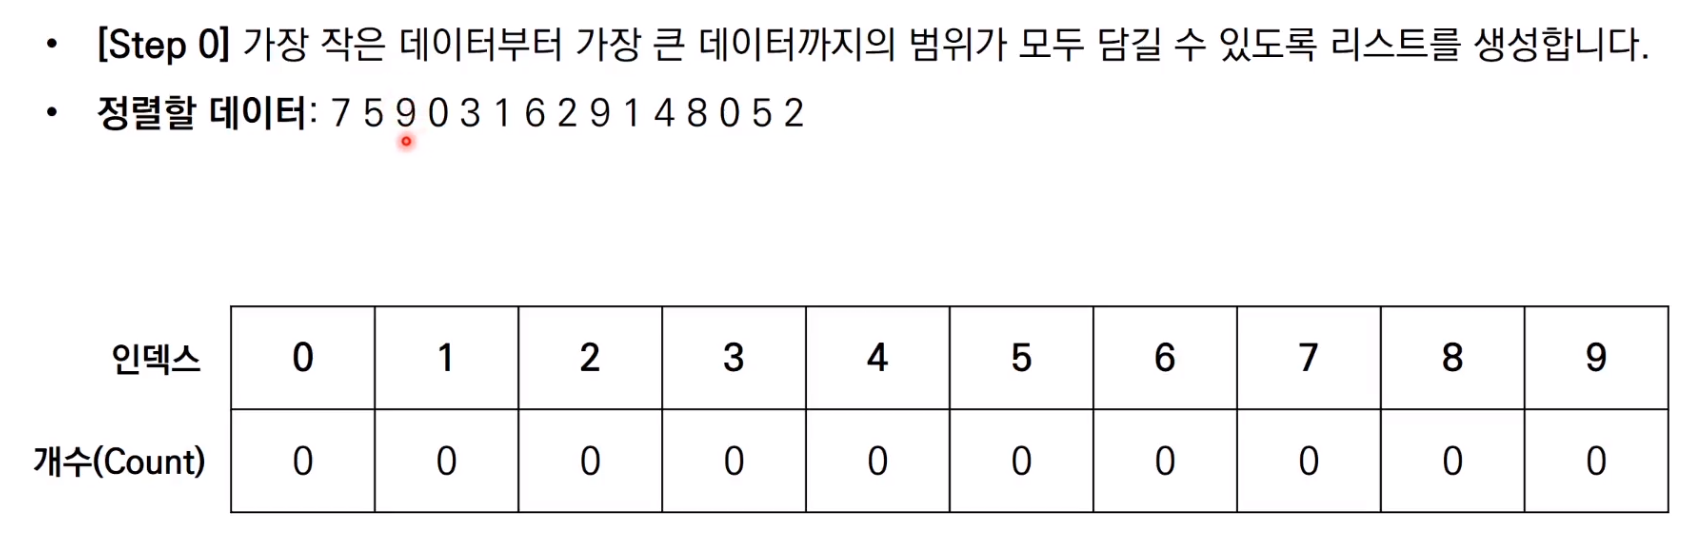 • [Step 0] 가장 작은 데이터부터 가장 큰 데이터까지의 범위가 모두 담길 수 있도록 리스트를 생성합니다.
• 정렬할 데이터: 7 5 9 0 3 1 6 2 9 1 4 8 0 5 2
인덱스 0 1 2 3 4 5 6 7 8 9
개수(Count) 0 0 0 0 0 0 0 0 0 0